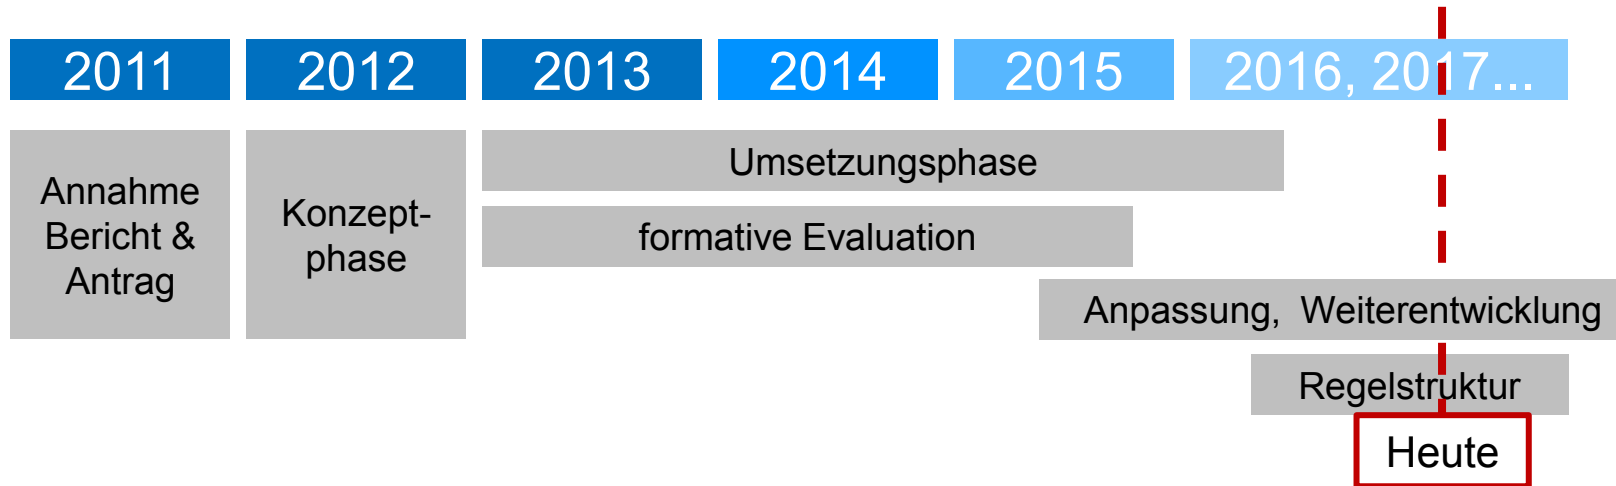 2011
2012
2013
2014
2015
2016, 2017...
Annahme
Bericht &
Antrag
Konzept-
phase
Umsetzungsphase
formative Evaluation
Anpassung, Weiterentwicklung
Regelstruktur
Heute